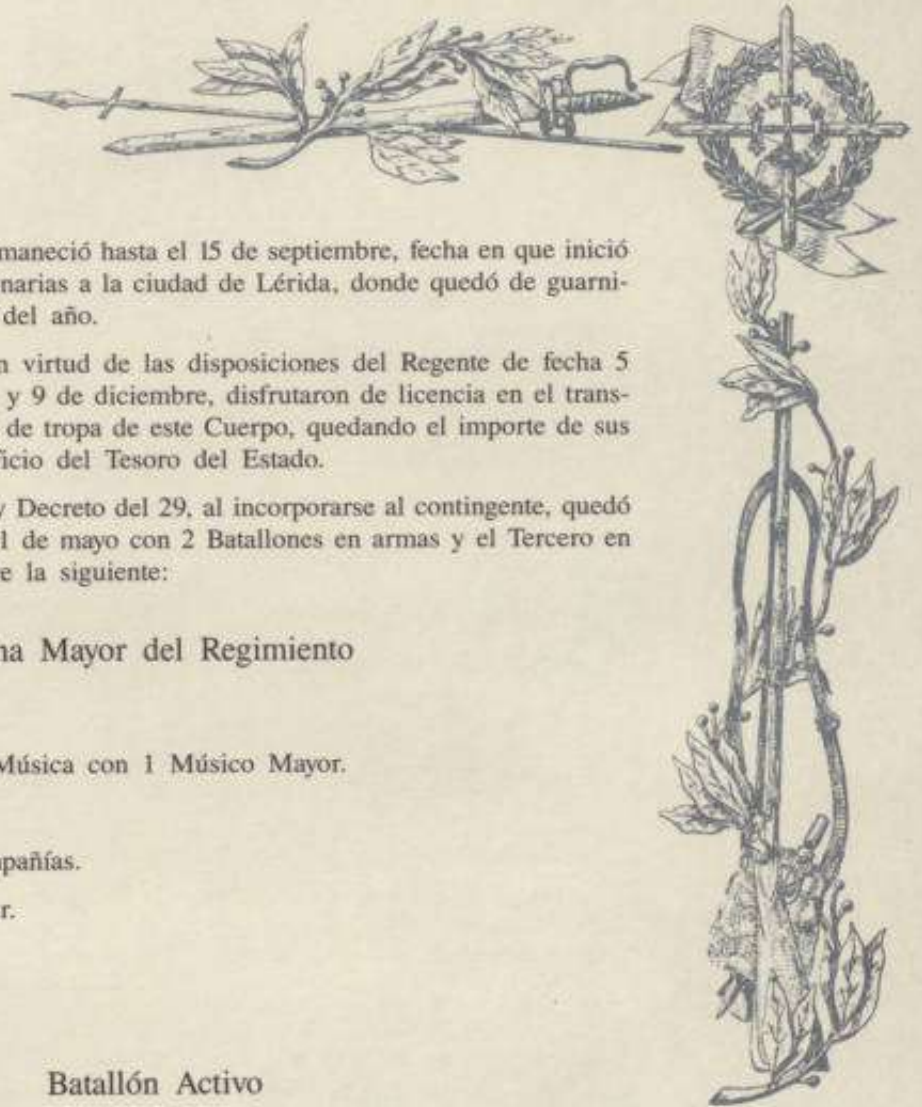 maneció hasta el 15 de septiembre, fecha en que inició
narias a la ciudad de Lérida, donde quedó de guarni-
del año.
n virtud de las disposiciones del Regente de fecha 5
y 9 de diciembre, disfrutaron de licencia en el trans-
de tropa de este Cuerpo, quedando el importe de sus
ficio del Tesoro del Estado.
y Decreto del 29, al incorporarse al contingente, quedó
1 de mayo con 2 Batallones en armas y el Tercero en
e la siguiente:
na Mayor del Regimiento
Música con 1 Músico Mayor.
pañías.
r.
Batallón Activo